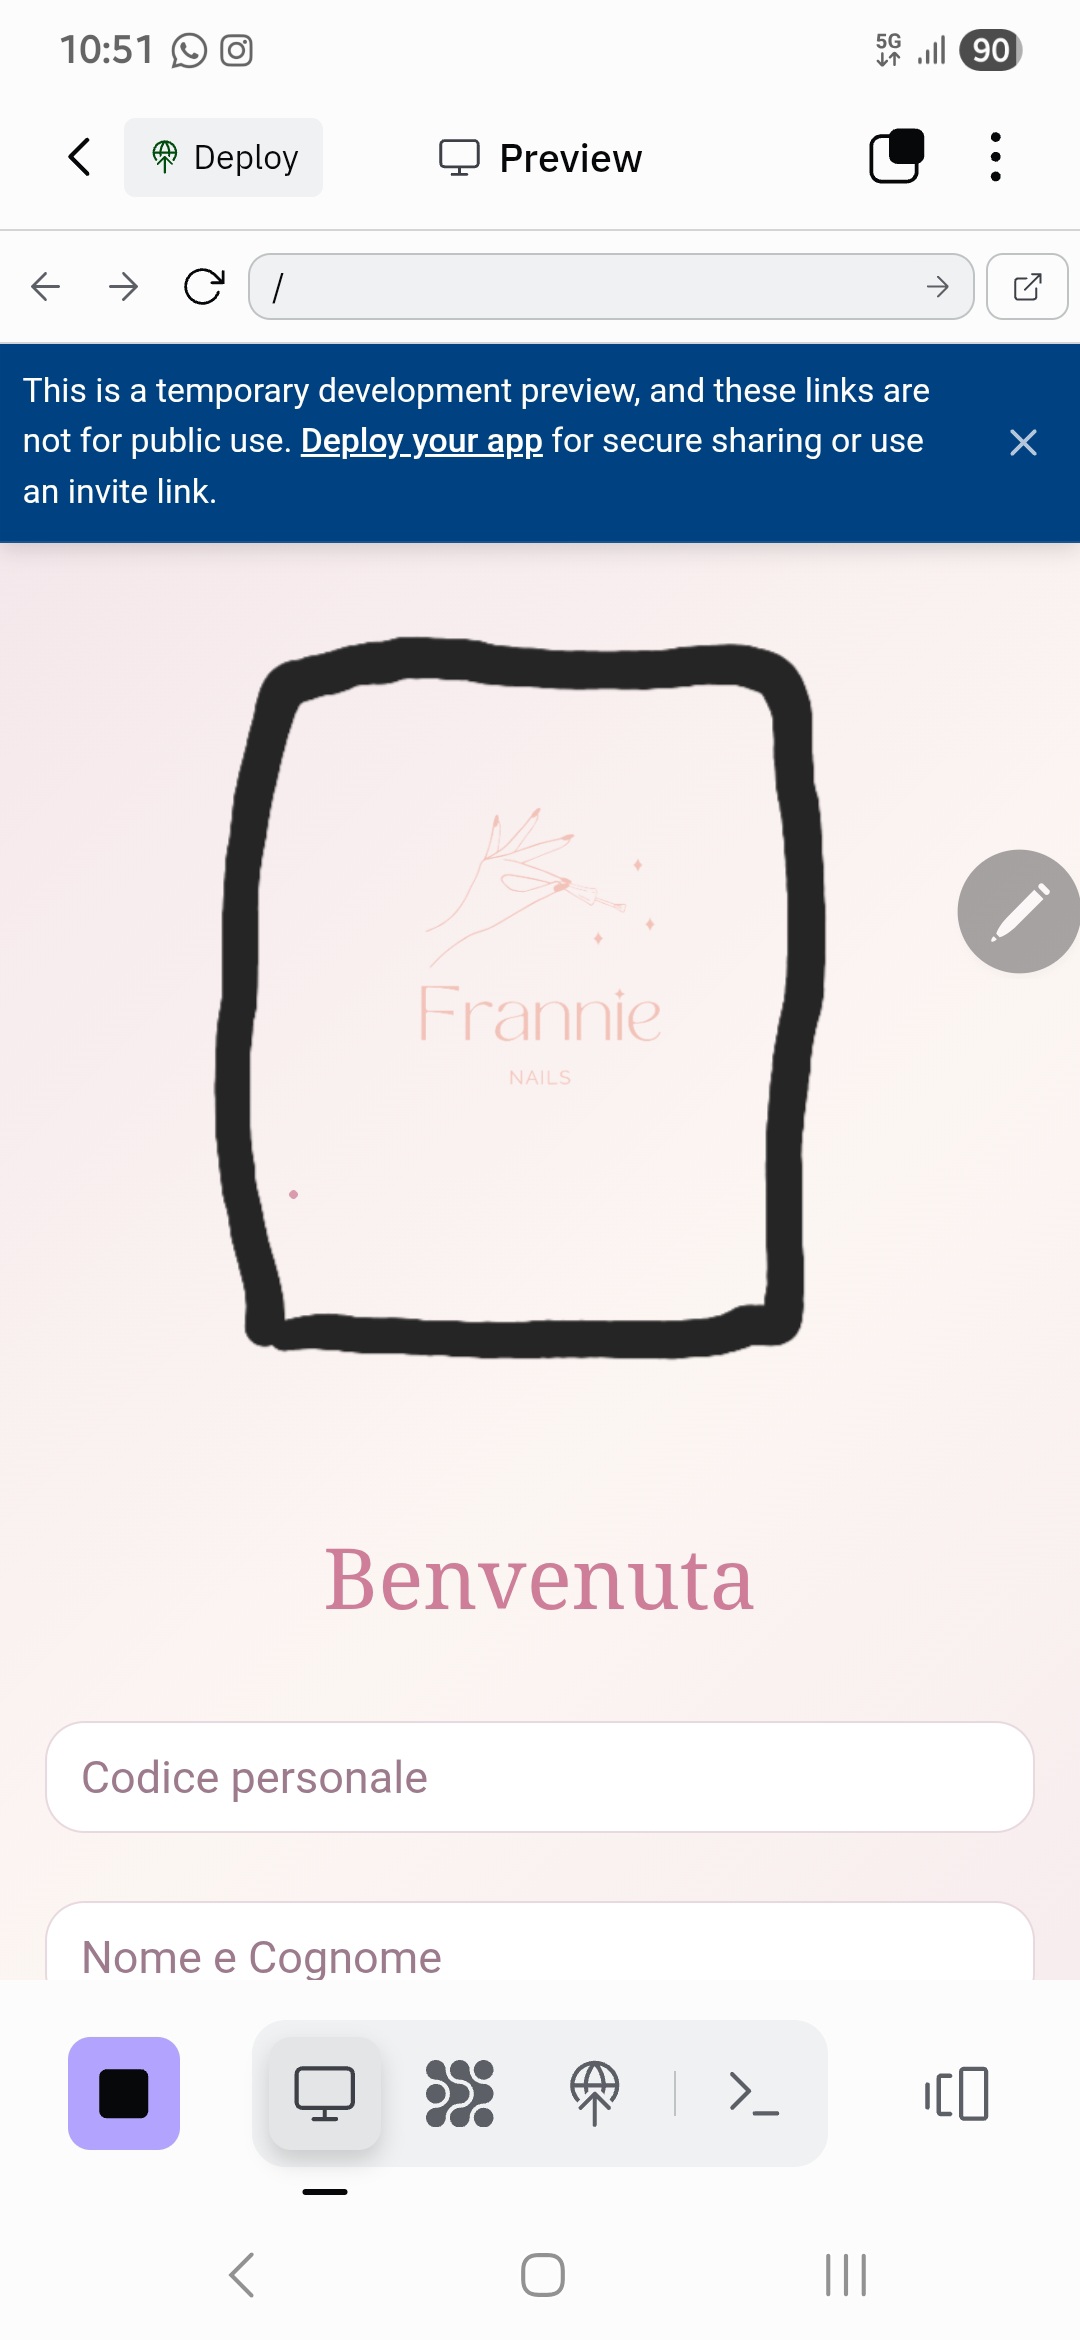 10:51
5G
90
Deploy
Preview
/
This is a temporary development preview, and these links are
not for public use. Deploy your app for secure sharing or use
an invite link.
Frannie
NAILS
Benvenuta
Codice personale
Nome e Cognome